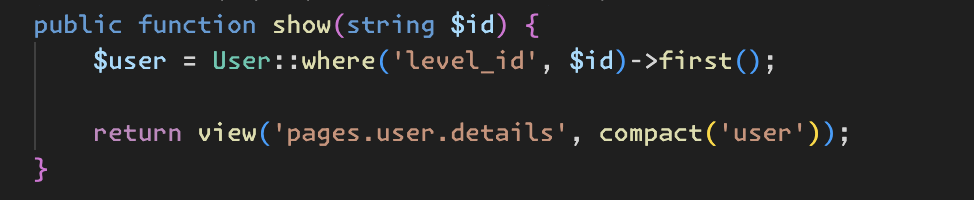 public function show(string $id) {
    $user = User::where('level_id', $id)->first();
    return view('pages.user.details', compact('user'));
}